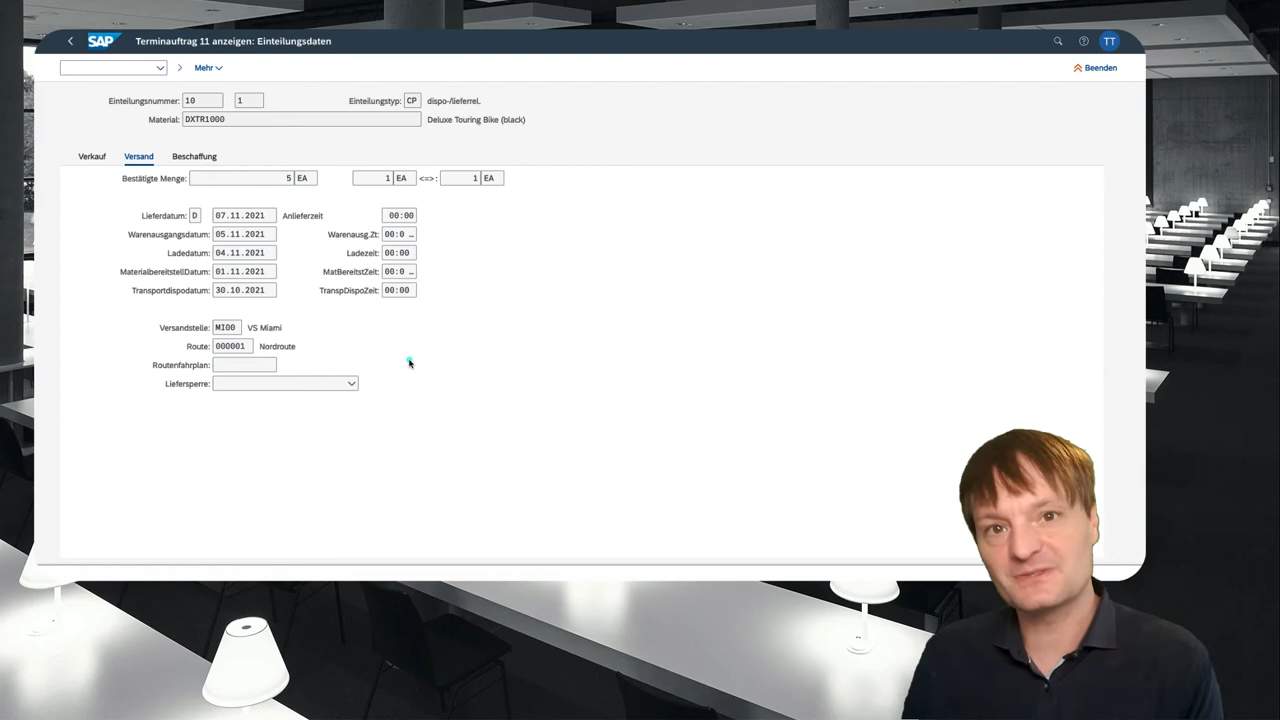 SAP Terminauftrag 11 anzeigen: Einteilungsdaten TT
Mehr Beenden
Einteilungsnummer: 10 1 Einteilungstyp: CP dispo-/lieferrel.
Material: DXTR1000 Deluxe Touring Bike (black)
Verkauf Versand Beschaffung
Bestätigte Menge: 5 EA 1 EA <=>: 1 EA
Lieferdatum: D 07.11.2021 Anlieferzeit 00:00
Warenausgangsdatum: 05.11.2021 Warenausg.Zt: 00:0 …
Ladedatum: 04.11.2021 Ladezeit: 00:00
MaterialbereitstellDatum: 01.11.2021 MatBereitstZeit: 00:0 …
Transportdispodatum: 30.10.2021 TranspDispoZeit: 00:00
Versandstelle: MI00 VS Miami
Route: 000001 Nordroute
Routenfahrplan:
Liefersperre: